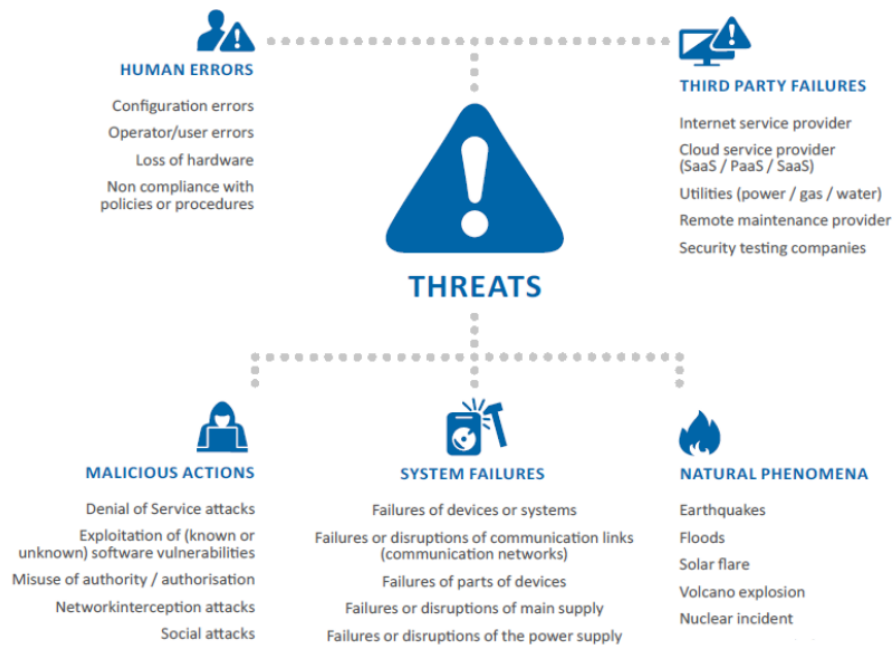 HUMAN ERRORS
Configuration errors
Operator/user errors
Loss of hardware
Non compliance with
policies or procedures
THIRD PARTY FAILURES
Internet service provider
Cloud service provider
(SaaS / PaaS / SaaS)
Utilities (power / gas / water)
Remote maintenance provider
Security testing companies
THREATS
MALICIOUS ACTIONS
Denial of Service attacks
Exploitation of (known or
unknown) software vulnerabilities
Misuse of authority / authorisation
Networkinterception attacks
Social attacks
SYSTEM FAILURES
Failures of devices or systems
Failures or disruptions of communication links
(communication networks)
Failures of parts of devices
Failures or disruptions of main supply
Failures or disruptions of the power supply
NATURAL PHENOMENA
Earthquakes
Floods
Solar flare
Volcano explosion
Nuclear incident